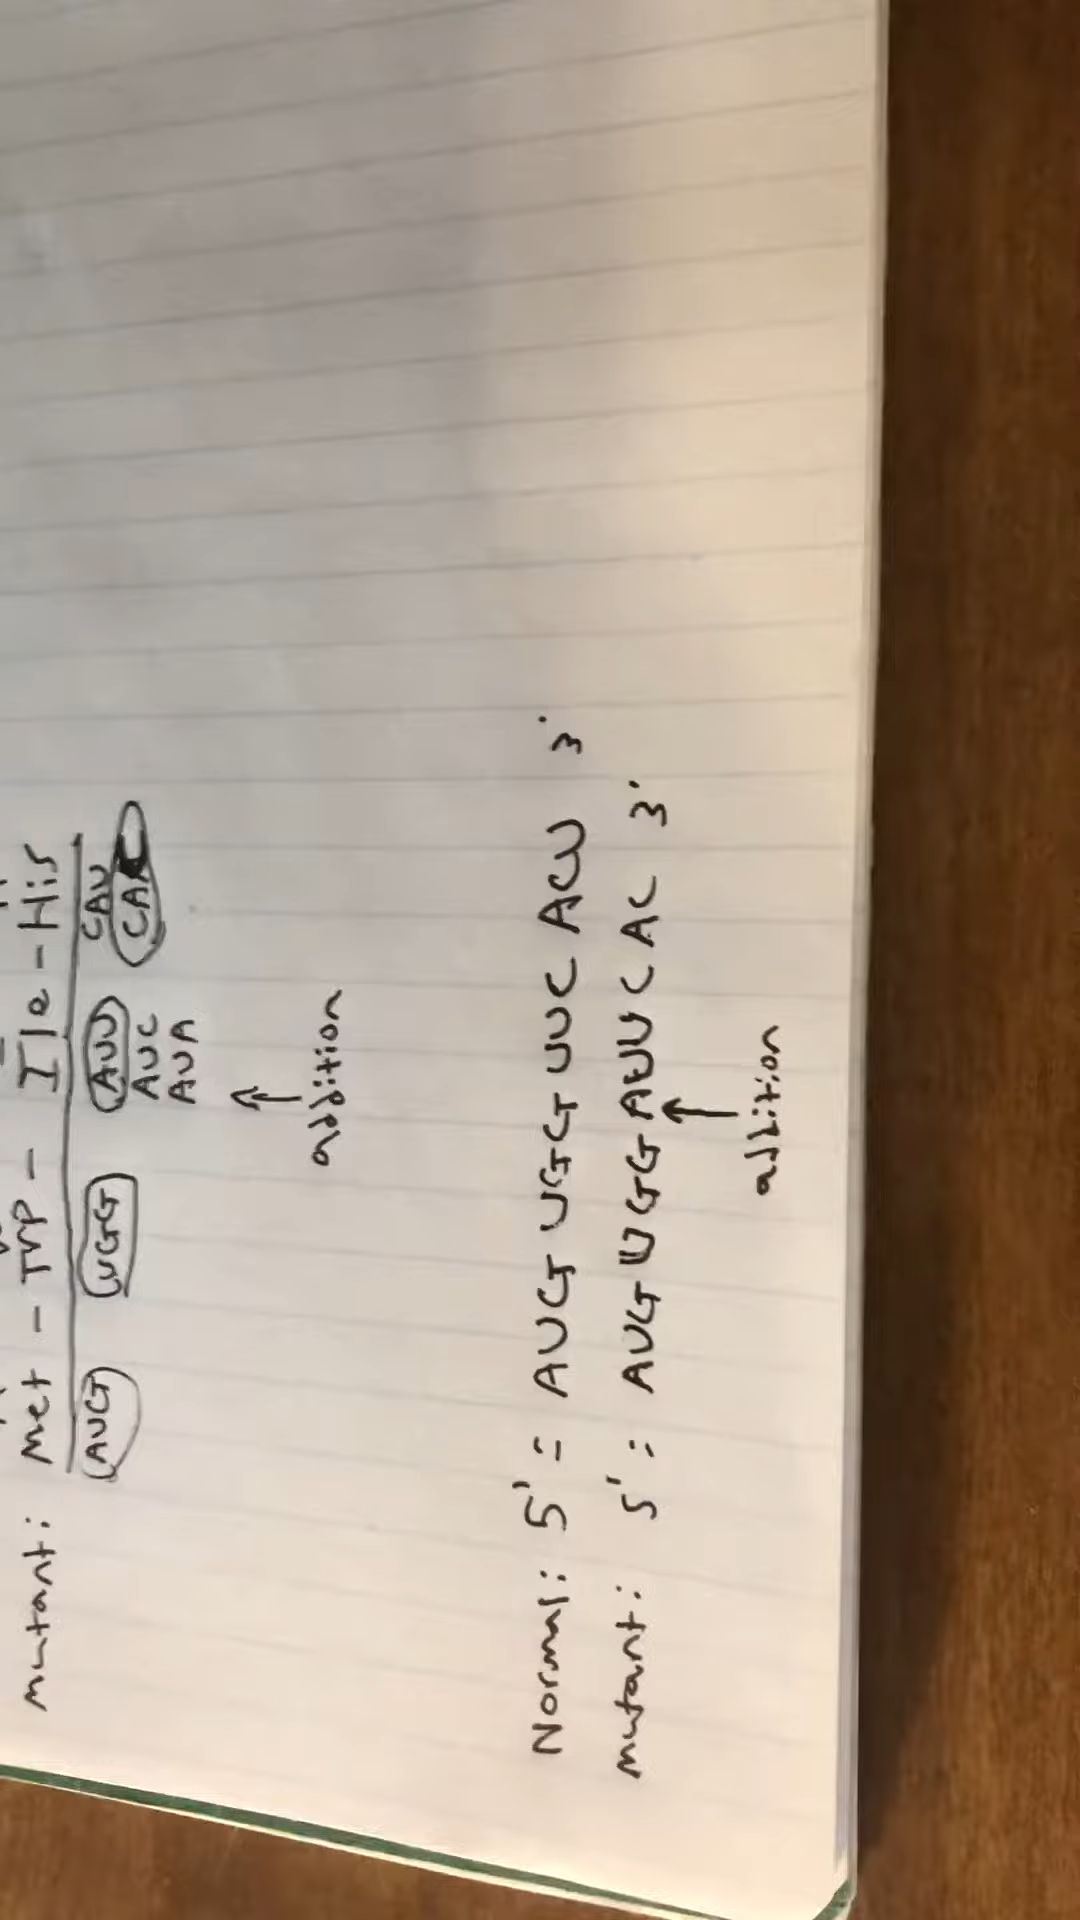 mutant: Met - Trp - Ile - His
AUG UGG AUU CAU
AUC CAC
AUA
addition
Normal: 5' = AUG UGG UUC ACU 3'
mutant: 5' : AUG UGG AUU CAC 3'
addition